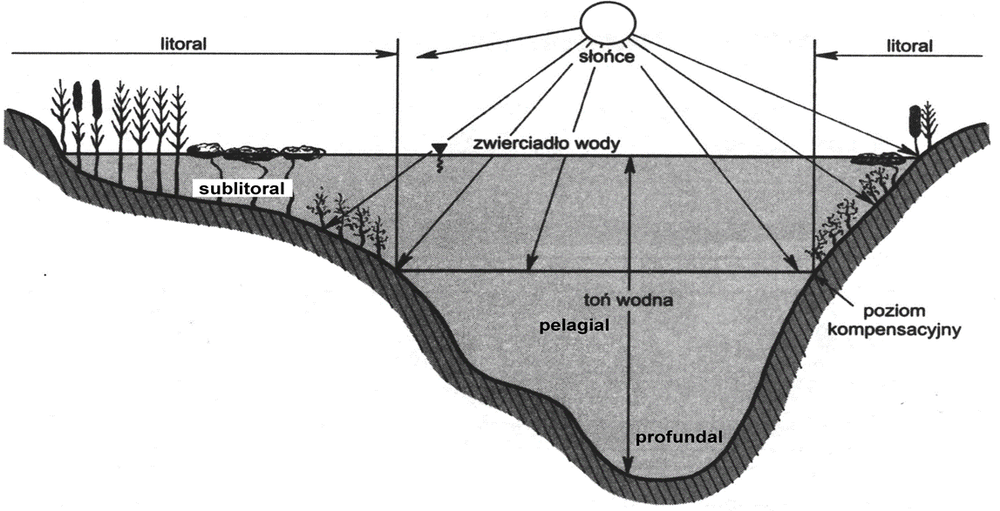 litoral
słońce
litoral
zwierciadło wody
sublitoral
toń wodna
pelagial
poziom
kompensacyjny
profundal